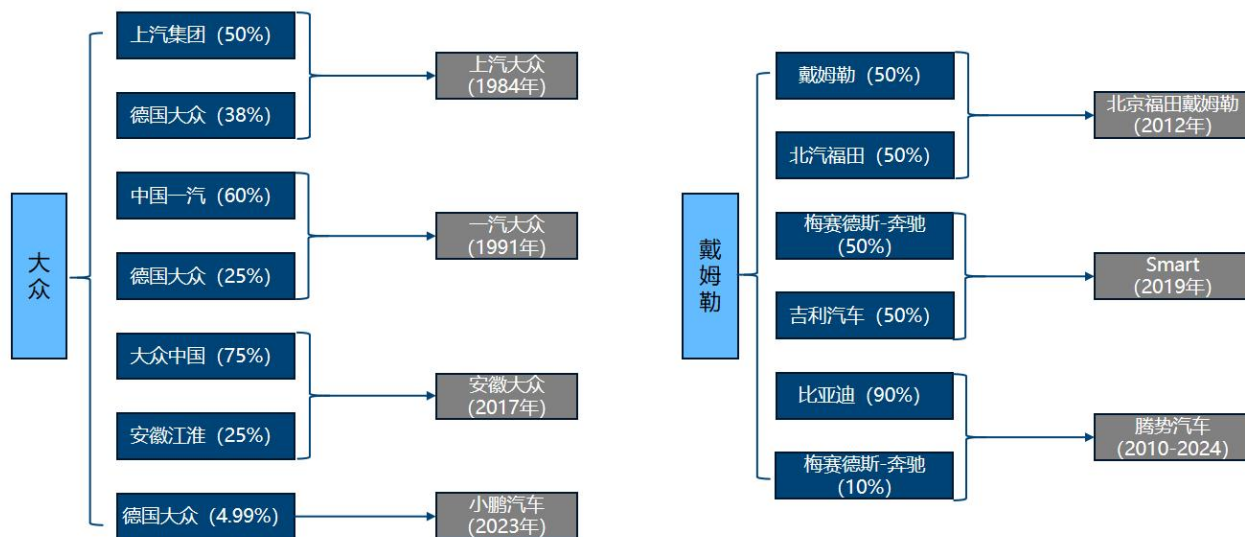 大众
上汽集团 (50%)
德国大众 (38%)
上汽大众
(1984年)
中国一汽 (60%)
德国大众 (25%)
一汽大众
(1991年)
大众中国 (75%)
安徽江淮 (25%)
安徽大众
(2017年)
德国大众 (4.99%)
小鹏汽车
(2023年)
戴姆勒
戴姆勒 (50%)
北汽福田 (50%)
北京福田戴姆勒
(2012年)
梅赛德斯-奔驰
(50%)
吉利汽车 (50%)
Smart
(2019年)
比亚迪 (90%)
梅赛德斯-奔驰
(10%)
腾势汽车
(2010-2024)